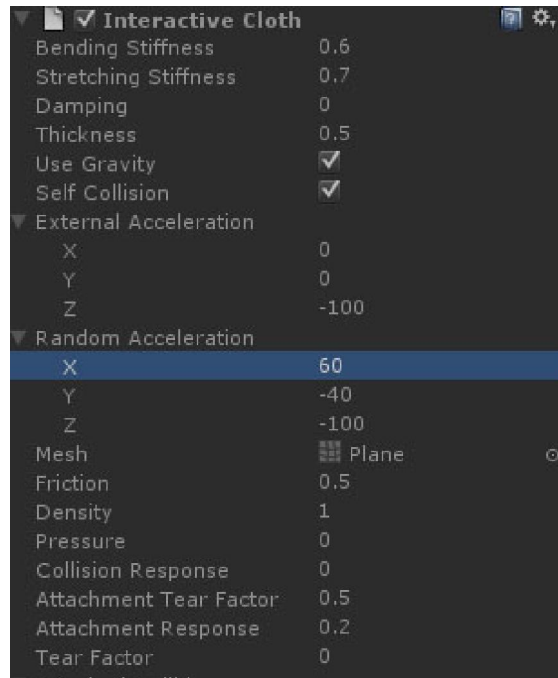 Interactive Cloth
Bending Stiffness 0.6
Stretching Stiffness 0.7
Damping 0
Thickness 0.5
Use Gravity
Self Collision
External Acceleration
X 0
Y 0
Z -100
Random Acceleration
X 60
Y -40
Z -100
Mesh Plane
Friction 0.5
Density 1
Pressure 0
Collision Response 0
Attachment Tear Factor 0.5
Attachment Response 0.2
Tear Factor 0